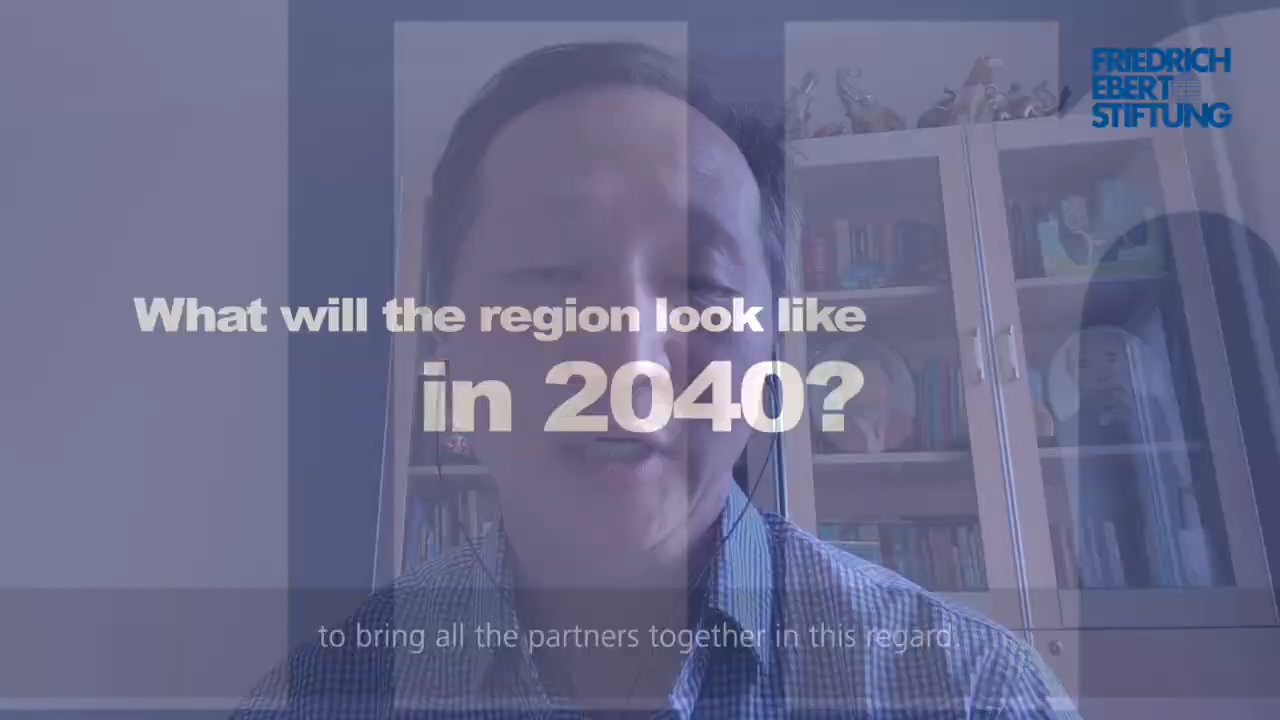 FRIEDRICH
EBERT
STIFTUNG
What will the region look like
in 2040?
to bring all the partners together in this regard.